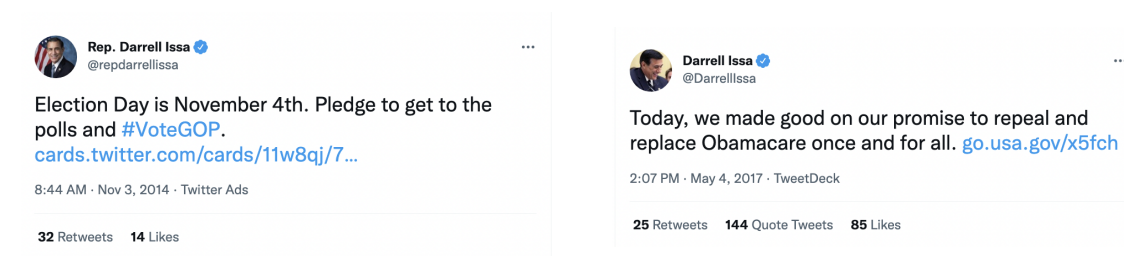 Rep. Darrell Issa
@repdarrellissa
Election Day is November 4th. Pledge to get to the
polls and #VoteGOP.
cards.twitter.com/cards/11w8qj/7...
8:44 AM · Nov 3, 2014 · Twitter Ads
32 Retweets 14 Likes
Darrell Issa
@DarrellIssa
Today, we made good on our promise to repeal and
replace Obamacare once and for all. go.usa.gov/x5fch
2:07 PM · May 4, 2017 · TweetDeck
25 Retweets 144 Quote Tweets 85 Likes